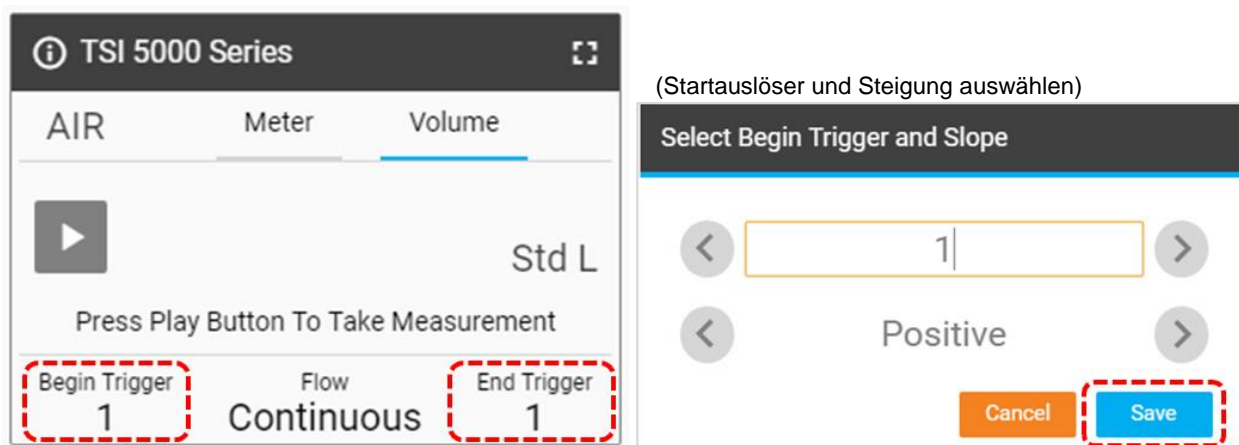 TSI 5000 Series
AIR Meter Volume
Std L
Press Play Button To Take Measurement
Begin Trigger Flow End Trigger
1 Continuous 1
(Startauslöser und Steigung auswählen)
Select Begin Trigger and Slope
1
Positive
Cancel Save